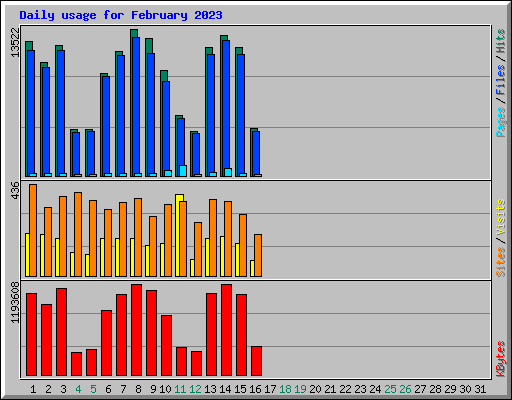 Daily usage for February 2023
13522
Pages / Files / Hits
436
Sites / Visits
1193608
KBytes
1 2 3 4 5 6 7 8 9 10 11 12 13 14 15 16 17 18 19 20 21 22 23 24 25 26 27 28 29 30 31